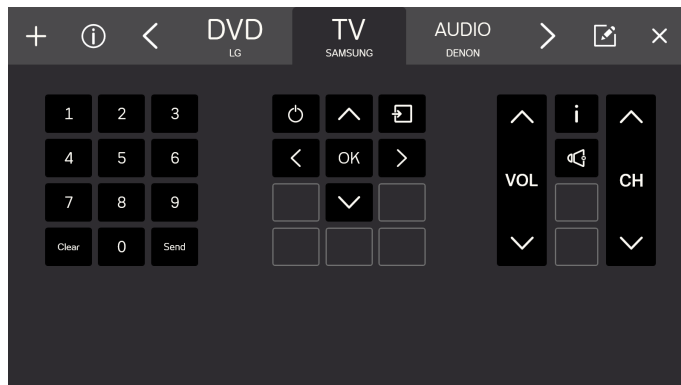 DVD
LG
TV
SAMSUNG
AUDIO
DENON
1 2 3
4 5 6
7 8 9
Clear 0 Send
OK
i
VOL
CH